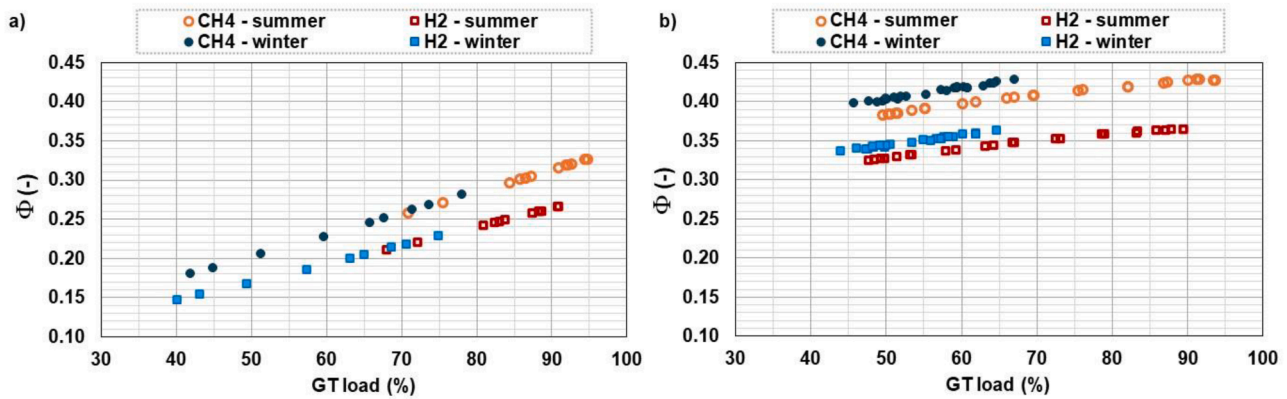 a)
CH4 - summer H2 - summer
CH4 - winter H2 - winter
0.45
0.40
0.35
0.30
0.25
0.20
0.15
0.10
Φ (-)
30 40 50 60 70 80 90 100
GT load (%)
b)
CH4 - summer H2 - summer
CH4 - winter H2 - winter
0.45
0.40
0.35
0.30
0.25
0.20
0.15
0.10
Φ (-)
30 40 50 60 70 80 90 100
GT load (%)